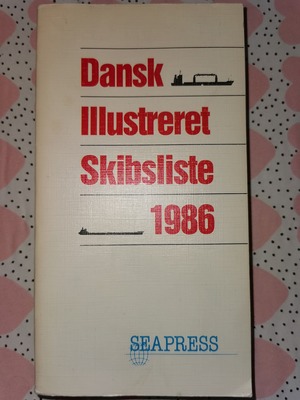 Dansk
Illustreret
Skibsliste
1986
SEAPRESS